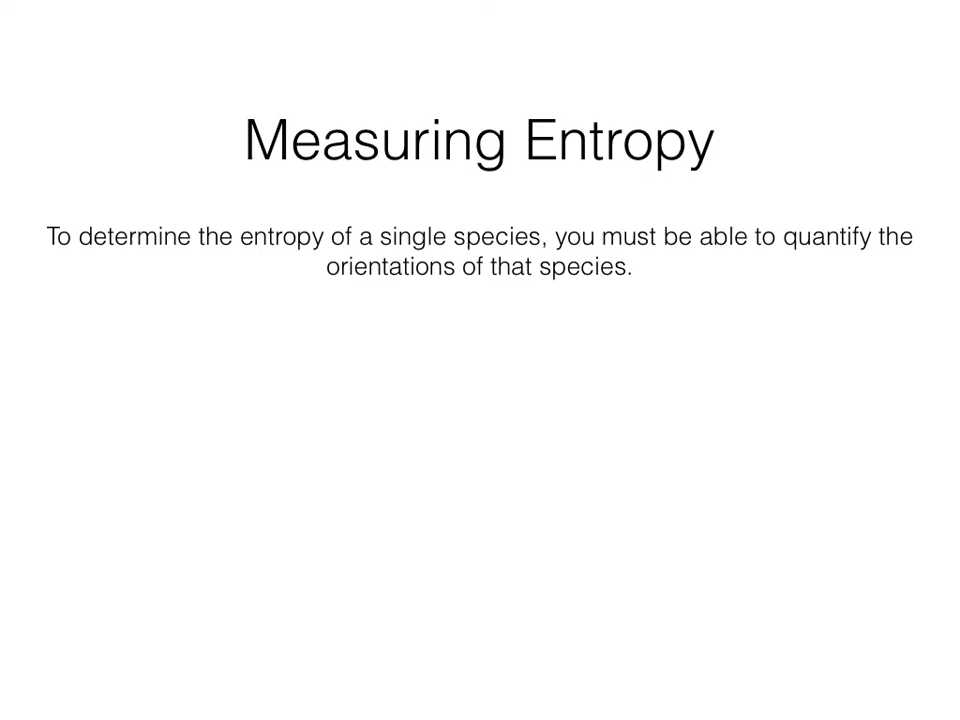 Measuring Entropy
To determine the entropy of a single species, you must be able to quantify the
orientations of that species.